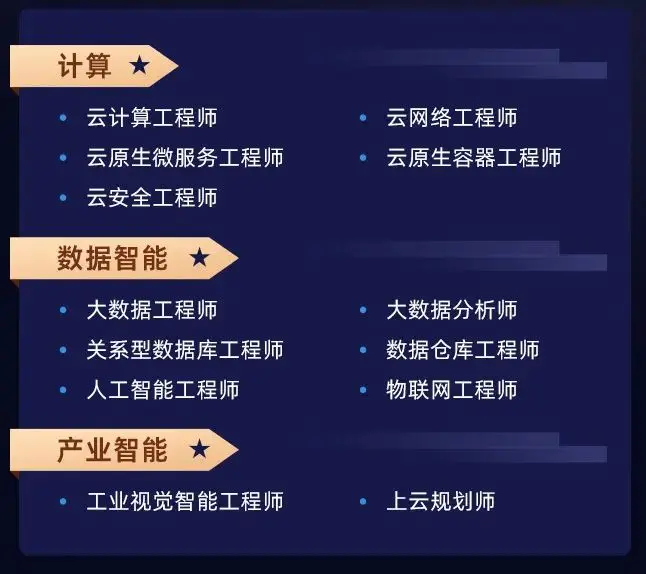 计算
云计算工程师
云网络工程师
云原生微服务工程师
云原生容器工程师
云安全工程师
数据智能
大数据工程师
大数据分析师
关系型数据库工程师
数据仓库工程师
人工智能工程师
物联网工程师
产业智能
工业视觉智能工程师
上云规划师